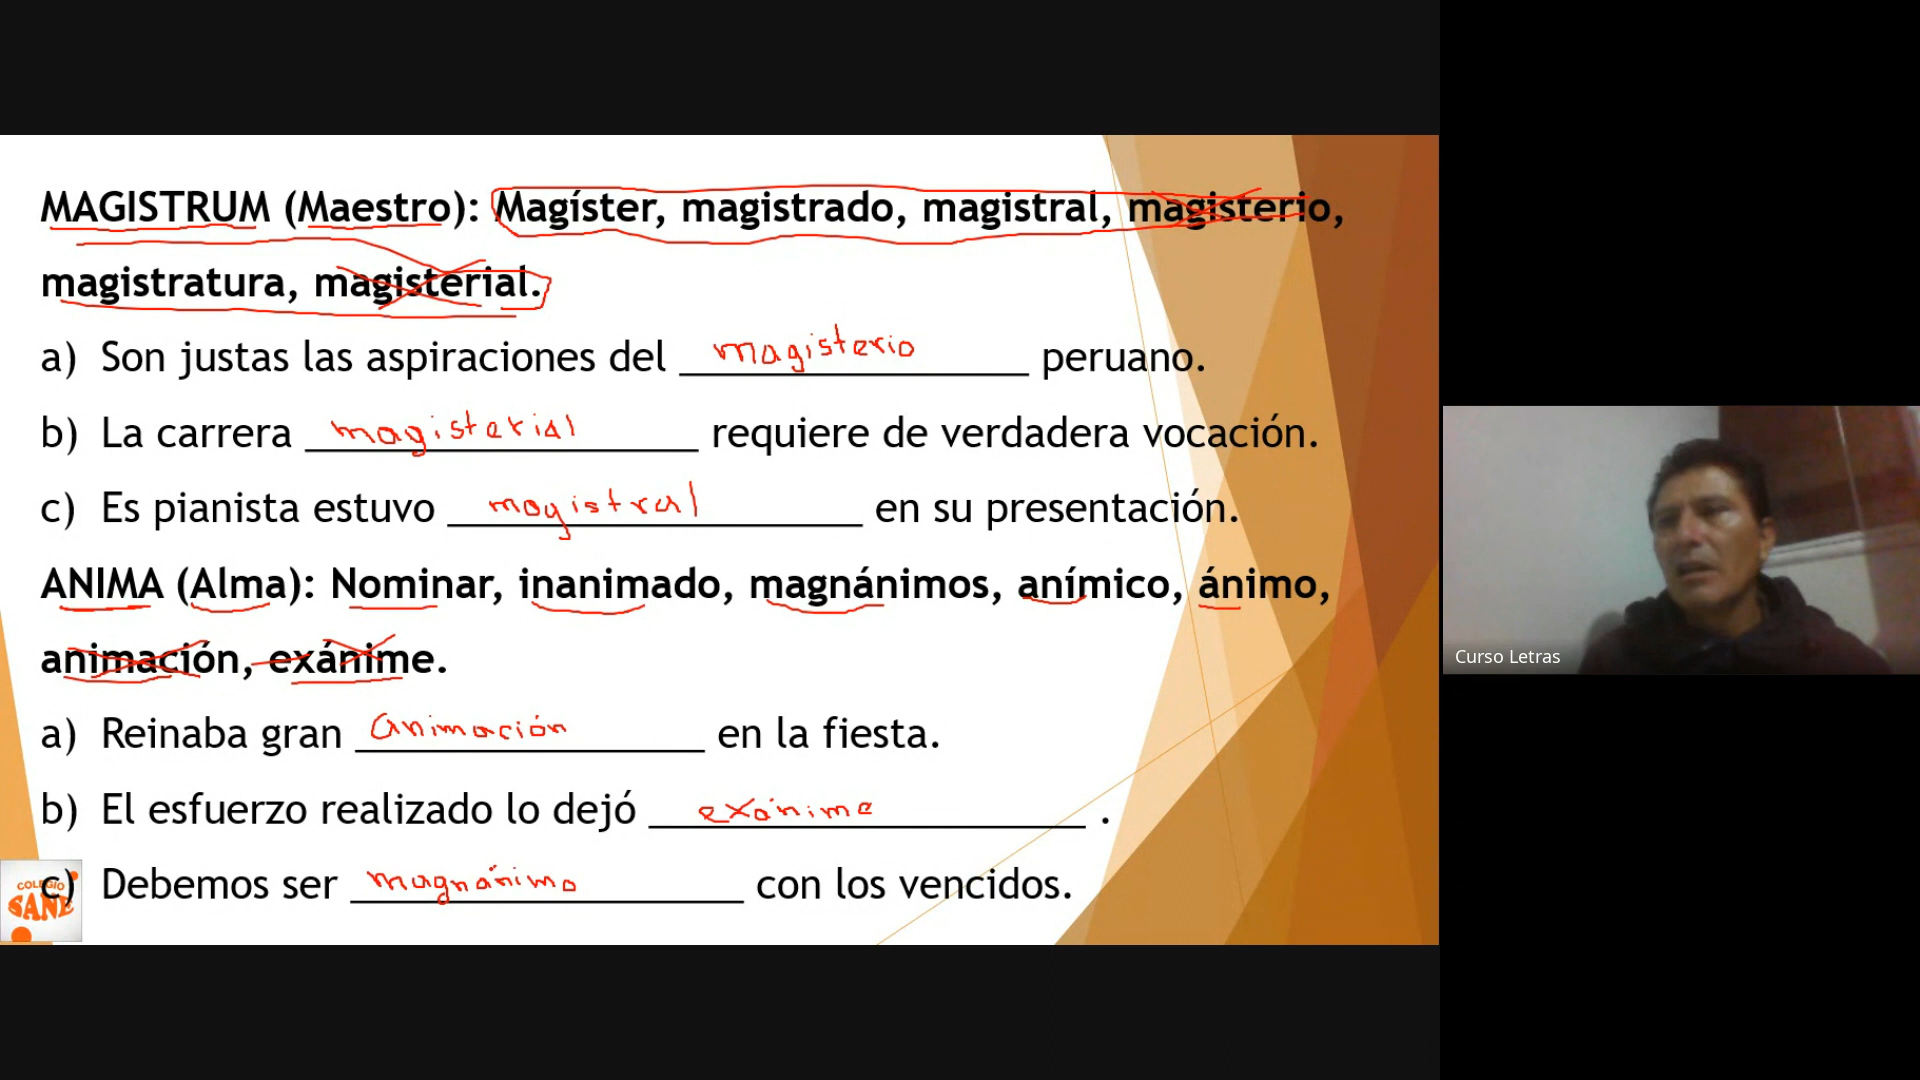 MAGISTRUM (Maestro): Magíster, magistrado, magistral, magisterio,
magistratura, magisterial.
a) Son justas las aspiraciones del magisterio peruano.
b) La carrera magisterial requiere de verdadera vocación.
c) Es pianista estuvo magistral en su presentación.
ANIMA (Alma): Nominar, inanimado, magnánimos, anímico, ánimo,
animación, exánime.
a) Reinaba gran animación en la fiesta.
b) El esfuerzo realizado lo dejó exánime .
c) Debemos ser magnánimo con los vencidos.
COLEGIO
SANE
Curso Letras